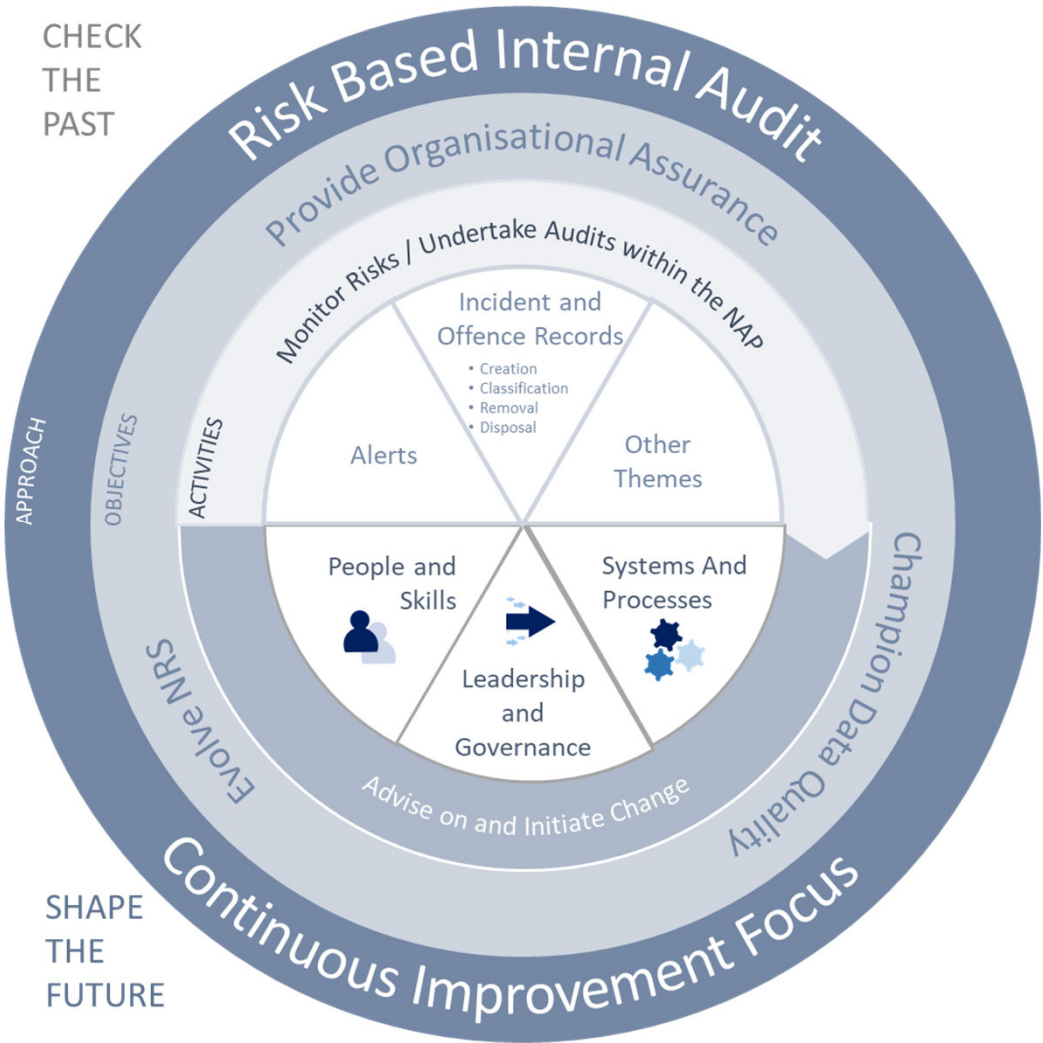 CHECK
THE
PAST
Risk Based Internal Audit
Provide Organisational Assurance
Monitor Risks / Undertake Audits within the NAP
Incident and
Offence Records
• Creation
• Classification
• Removal
• Disposal
Alerts
Other
Themes
APPROACH
OBJECTIVES
ACTIVITIES
People and
Skills
Systems And
Processes
Leadership
and
Governance
Advise on and Initiate Change
Evolve NRS
Champion Data Quality
Continuous Improvement Focus
SHAPE
THE
FUTURE